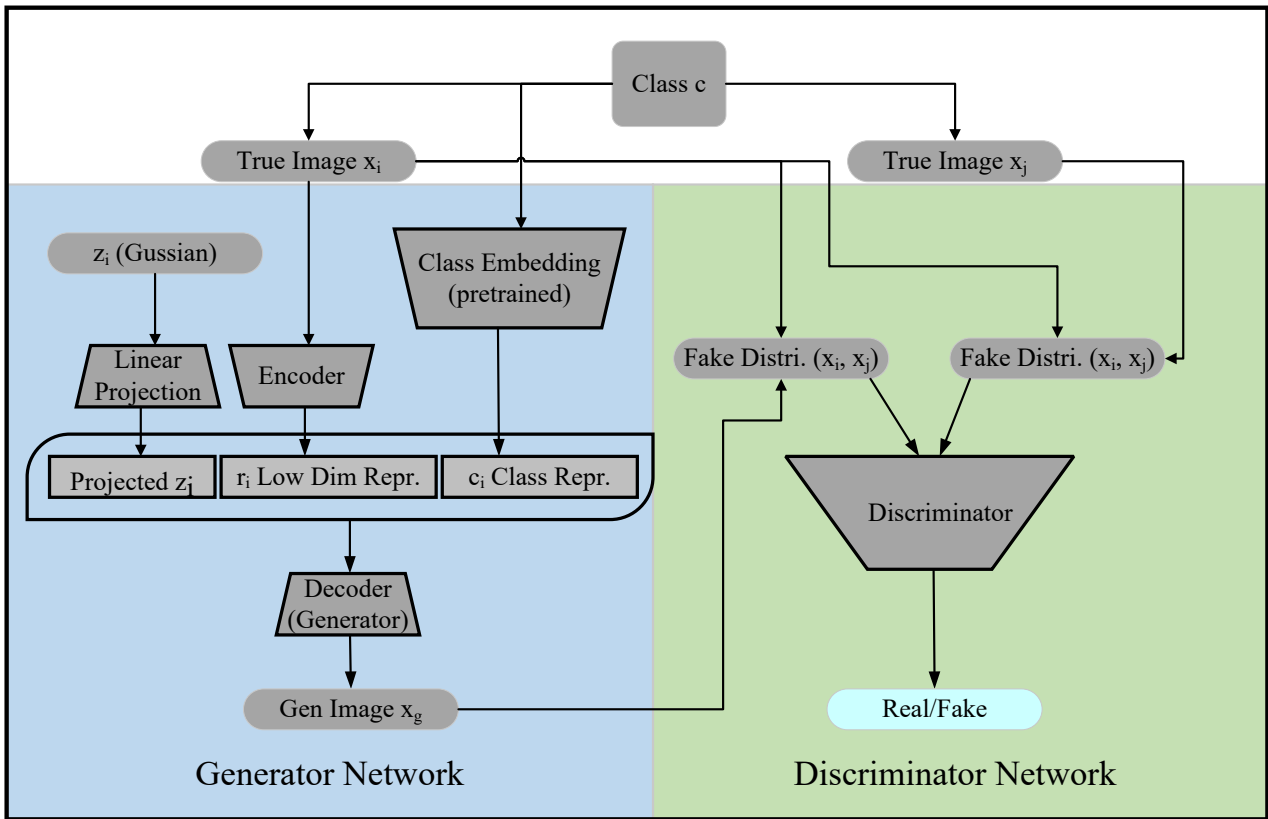 Class c
True Image xᵢ
True Image xⱼ
zᵢ (Gussian)
Class Embedding
(pretrained)
Linear
Projection
Encoder
Fake Distri. (xᵢ, xⱼ)
Fake Distri. (xᵢ, xⱼ)
Projected zi
rᵢ Low Dim Repr.
cᵢ Class Repr.
Discriminator
Decoder
(Generator)
Gen Image x_g
Real/Fake
Generator Network
Discriminator Network